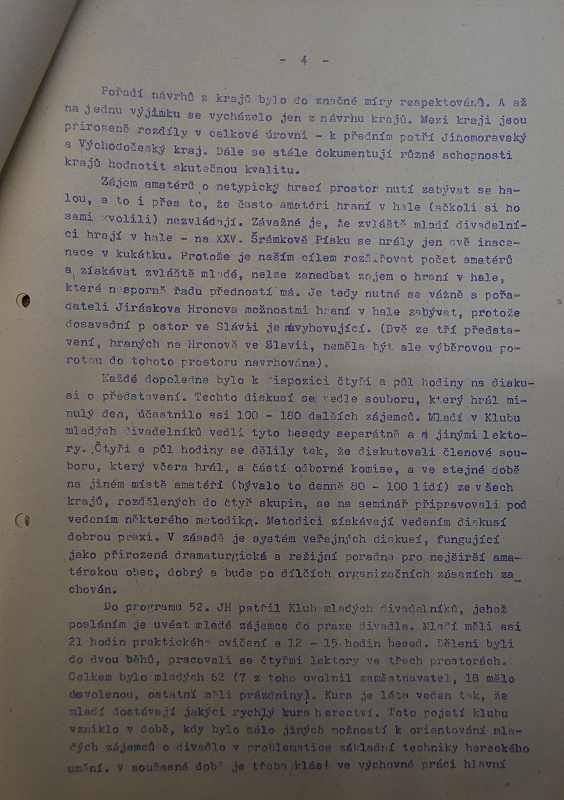 - 4 -
Pořadí návrhů z krajů bylo do značné míry respektování. A až
na jednu výjimku se vycházelo jen z návrhu krajů. Mezi kraji jsou
přirozeně rozdíly v celkové úrovni - k předním patří Jihomoravský
a Východočeský kraj. Dále se stále dokumentují různé schopnosti
krajů hodnotit skutečnou kvalitu.
Zájem amatérů o netypický hrací prostor nutí zabývat se ha-
lou, a to i přes to, že často amatéři hraní v hale (ačkoli si ho
sami zvolili) nezvládají. Závažné je, že zvláště mladí divadelní-
ci hrají v hale - na XXV. Šrámkově Písku se hrály jen dvě insce-
nace v kukátku. Protože je naším cílem rozšiřovat počet amatérů
a získávat zvláště mladé, nelze zanedbat zájem o hraní v hale,
které nesporně řadu předností má. Je tedy nutné se vážně s pořa-
dateli Jiráskova Hronova možnostmi hraní v hale zabývat, protože
dosavadní p ostor ve Slávii je nevyhovující. (Dvě ze tří předsta-
vení, hraných na Hronově ve Slavii, neměla být ale výběrovou po-
rotou do tohoto prostoru navrhována).
Každé dopoledne bylo k dispozici čtyři a půl hodiny na disku-
si o představení. Těchto diskusí se vedle souboru, který hrál mi-
nulý den, účastnilo asi 100 - 180 dalších zájemců. Mladí v Klubu
mladých divadelníků vedli tyto besedy separátně a s jinými lekto-
ry. Čtyři a půl hodiny se dělily tak, že diskutovali členové sou-
boru, který včera hrál, s částí odborné komise, a ve stejné době
na jiném místě amatéři (bývalo to denně 80 - 100 lidí) ze všech
krajů, rozdělených do čtyř skupin, se na seminář připravovali pod
vedením některého metodika. Metodici získávají vedením diskusí
dobrou praxi. V zásadě je systém veřejných diskusí, fungující
jako přirozená dramaturgická a režijní poradna pro nejširší ama-
térskou obec, dobrý a bude po dílčích organizačních zásazích za_
chován.
Do programu 52. JH patřil Klub mladých divadelníků, jehož
posláním je uvést mladé zájemce do praxe divadla. Mladí měli asi
21 hodin praktického cvičení a 12 - 15 hodin besed. Děleni byli
do dvou běhů, pracovali se čtyřmi lektory ve třech prostorách.
Celkem bylo mladých 62 (7 z toho uvolnil zaměstnavatel, 18 mělo
dovolenou, ostatní měli prázdniny). Kurs je léta veden tak, že
mladí dostávají jakýsi rychlý kurs herectví. Toto pojetí klubu
vzniklo v době, kdy bylo málo jiných možností k orientování mla-
dých zájemců o divadlo v problematice základní techniky hereckého
umění. V současné době je třeba klást ve výchovné práci hlavní